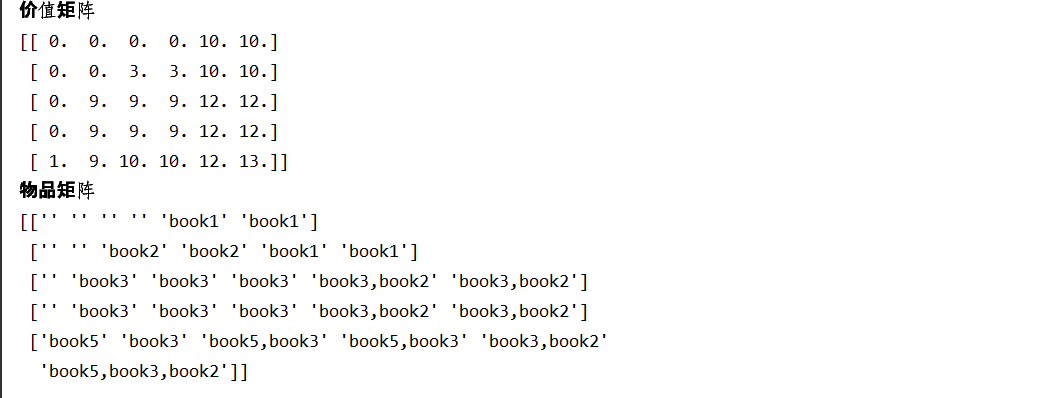 价值矩阵
[[ 0.  0.  0.  0. 10. 10.]
 [ 0.  0.  3.  3. 10. 10.]
 [ 0.  9.  9.  9. 12. 12.]
 [ 0.  9.  9.  9. 12. 12.]
 [ 1.  9. 10. 10. 12. 13.]]
物品矩阵
[['' '' '' '' 'book1' 'book1']
 ['' '' 'book2' 'book2' 'book1' 'book1']
 ['' 'book3' 'book3' 'book3' 'book3,book2' 'book3,book2']
 ['' 'book3' 'book3' 'book3' 'book3,book2' 'book3,book2']
 ['book5' 'book3' 'book5,book3' 'book5,book3' 'book3,book2'
  'book5,book3,book2']]